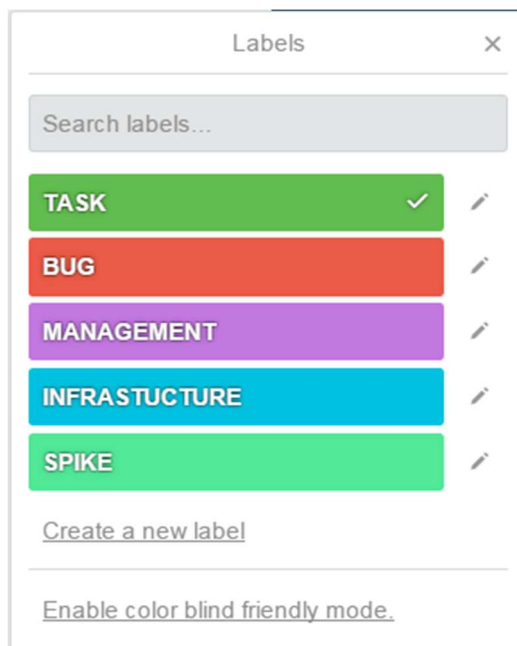 Labels
Search labels...
TASK
BUG
MANAGEMENT
INFRASTUCTURE
SPIKE
Create a new label
Enable color blind friendly mode.